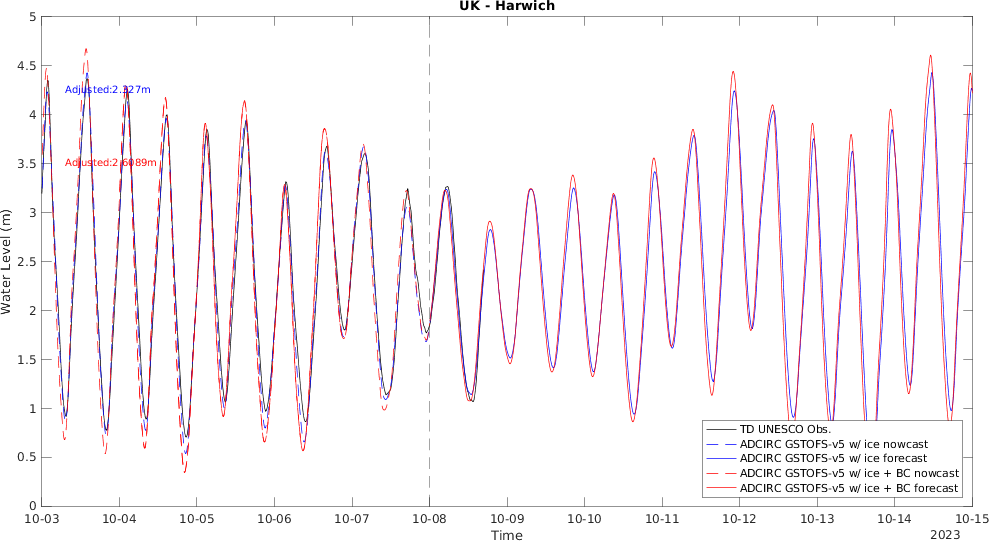 UK - Harwich
5
4.5
4
3.5
3
2.5
2
1.5
1
0.5
0
Water Level (m)
Adjusted:2.327m
Adjusted:2.6089m
TD UNESCO Obs.
ADCIRC GSTOFS-v5 w/ ice nowcast
ADCIRC GSTOFS-v5 w/ ice forecast
ADCIRC GSTOFS-v5 w/ ice + BC nowcast
ADCIRC GSTOFS-v5 w/ ice + BC forecast
10-03 10-04 10-05 10-06 10-07 10-08 10-09 10-10 10-11 10-12 10-13 10-14 10-15
Time
2023